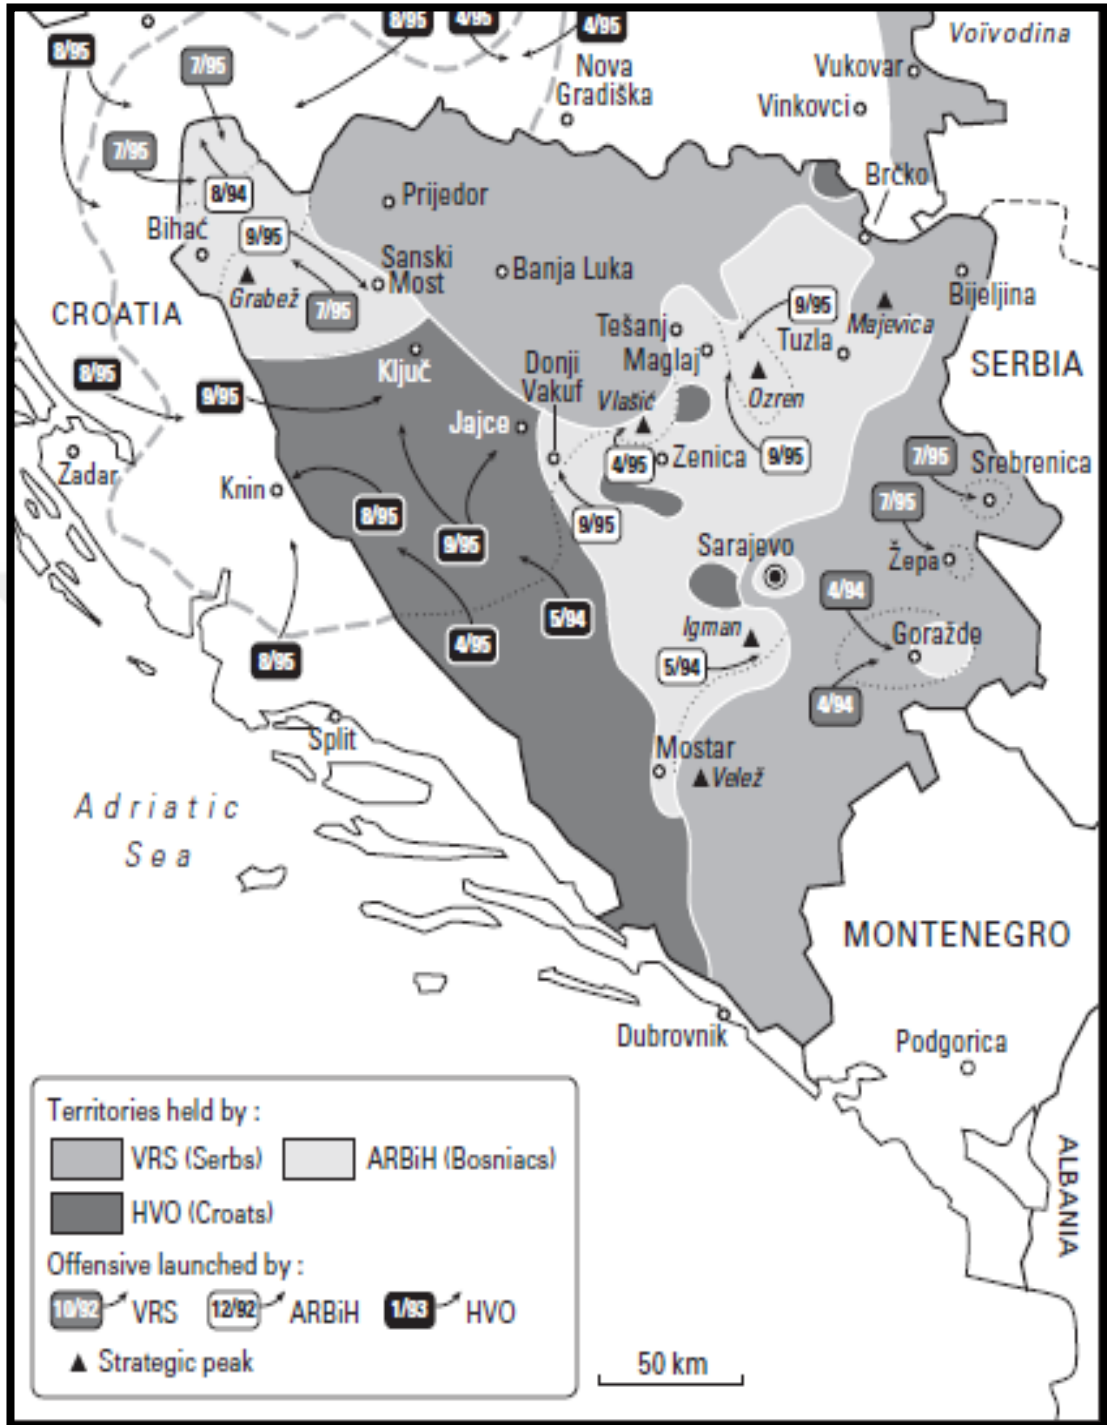 8/95
4/95
4/95
Voïvodina
8/95
7/95
Nova
Gradiška
Vukovar
Vinkovci
7/95
8/94
Prijedor
Brčko
Bihać
9/95
Sanski
Most
Banja Luka
Bijeljina
Grabež
7/95
9/95
Majevica
CROATIA
Tešanj
Maglaj
Tuzla
SERBIA
8/95
9/95
Ključ
Donji
Vakuf
Vlašić
Ozren
Jajce
Zadar
Knin
4/95
Zenica
9/95
7/95
Srebrenica
8/95
9/95
9/95
7/95
Sarajevo
Žepa
5/94
4/94
8/95
4/95
Igman
5/94
Goražde
4/94
Split
Mostar
Velež
Adriatic
Sea
MONTENEGRO
Dubrovnik
Podgorica
ALBANIA
Territories held by :
VRS (Serbs)
ARBiH (Bosniacs)
HVO (Croats)
Offensive launched by :
10/92 VRS
12/92 ARBiH
1/93 HVO
Strategic peak
50 km